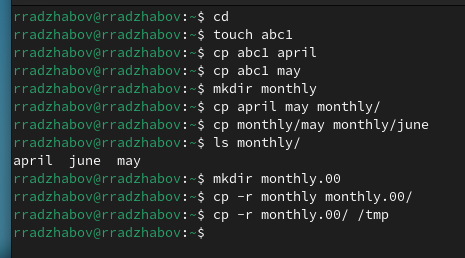 rradzhabov@rradzhabov:~$ cd
rradzhabov@rradzhabov:~$ touch abc1
rradzhabov@rradzhabov:~$ cp abc1 april
rradzhabov@rradzhabov:~$ cp abc1 may
rradzhabov@rradzhabov:~$ mkdir monthly
rradzhabov@rradzhabov:~$ cp april may monthly/
rradzhabov@rradzhabov:~$ cp monthly/may monthly/june
rradzhabov@rradzhabov:~$ ls monthly/
april  june  may
rradzhabov@rradzhabov:~$ mkdir monthly.00
rradzhabov@rradzhabov:~$ cp -r monthly monthly.00/
rradzhabov@rradzhabov:~$ cp -r monthly.00/ /tmp
rradzhabov@rradzhabov:~$